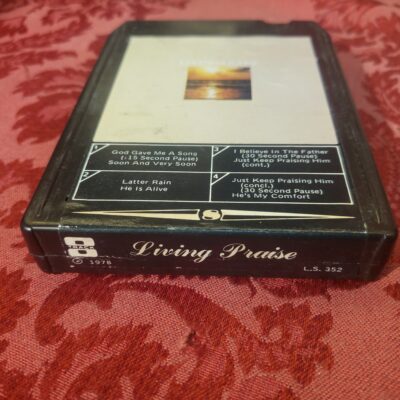 1
God Gave Me A Song
(:15 Second Pause)
Soon And Very Soon
2
Latter Rain
He Is Alive
3
I Believe In The Father
(30 Second Pause)
Just Keep Praising Him
(cont.)
4
Just Keep Praising Him
(concl.)
(30 Second Pause)
He's My Comfort
8
TRACK
Living Praise
℗ 1978
L.S. 352